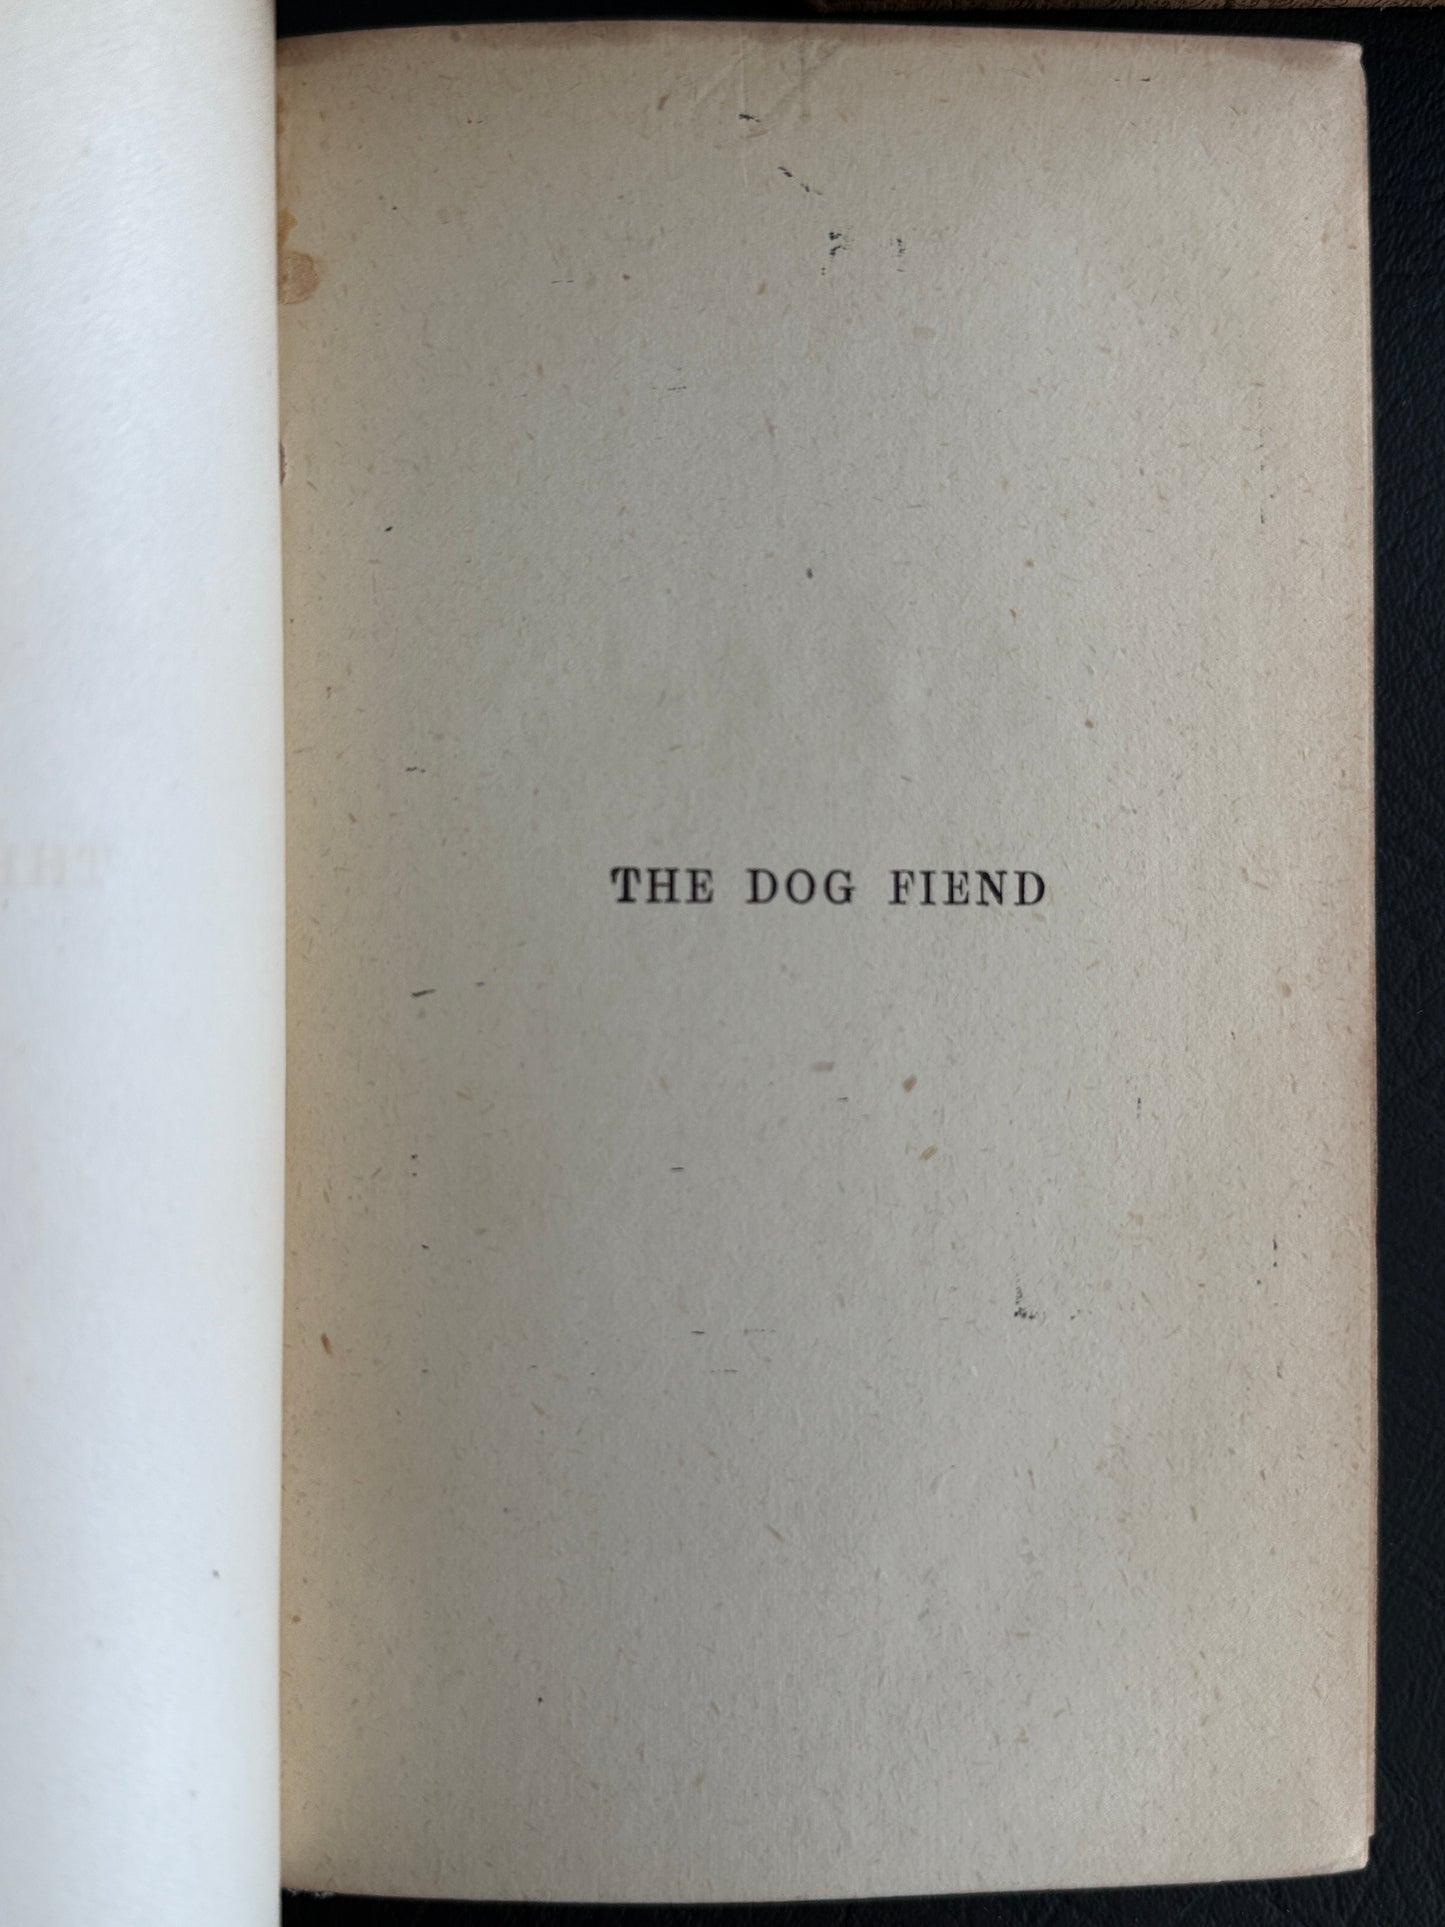 THE DOG FIEND